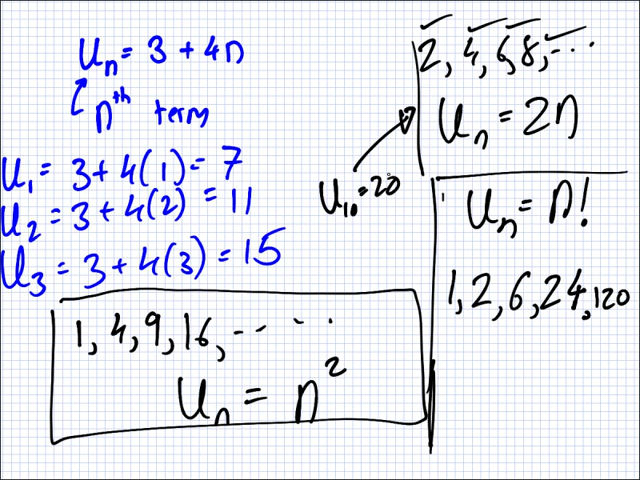 Uₙ = 3 + 4n
nᵗʰ term
U₁ = 3 + 4(1) = 7
U₂ = 3 + 4(2) = 11
U₃ = 3 + 4(3) = 15
1, 4, 9, 16, ....
Uₙ = n²
2, 4, 6, 8, ...
Uₙ = 2n
U₁₀ = 20
Uₙ = n!
1, 2, 6, 24, 120